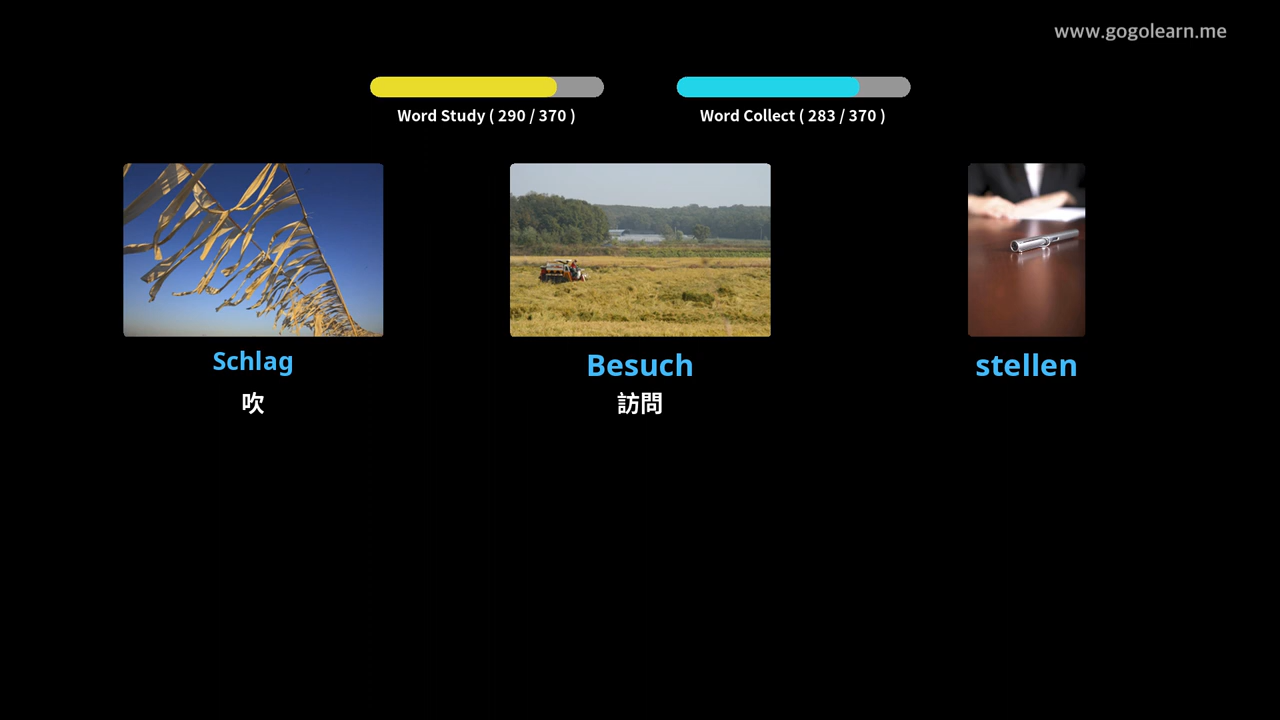 www.gogolearn.me
Word Study ( 290 / 370 )
Word Collect ( 283 / 370 )
Schlag
Besuch
stellen
吹
訪問